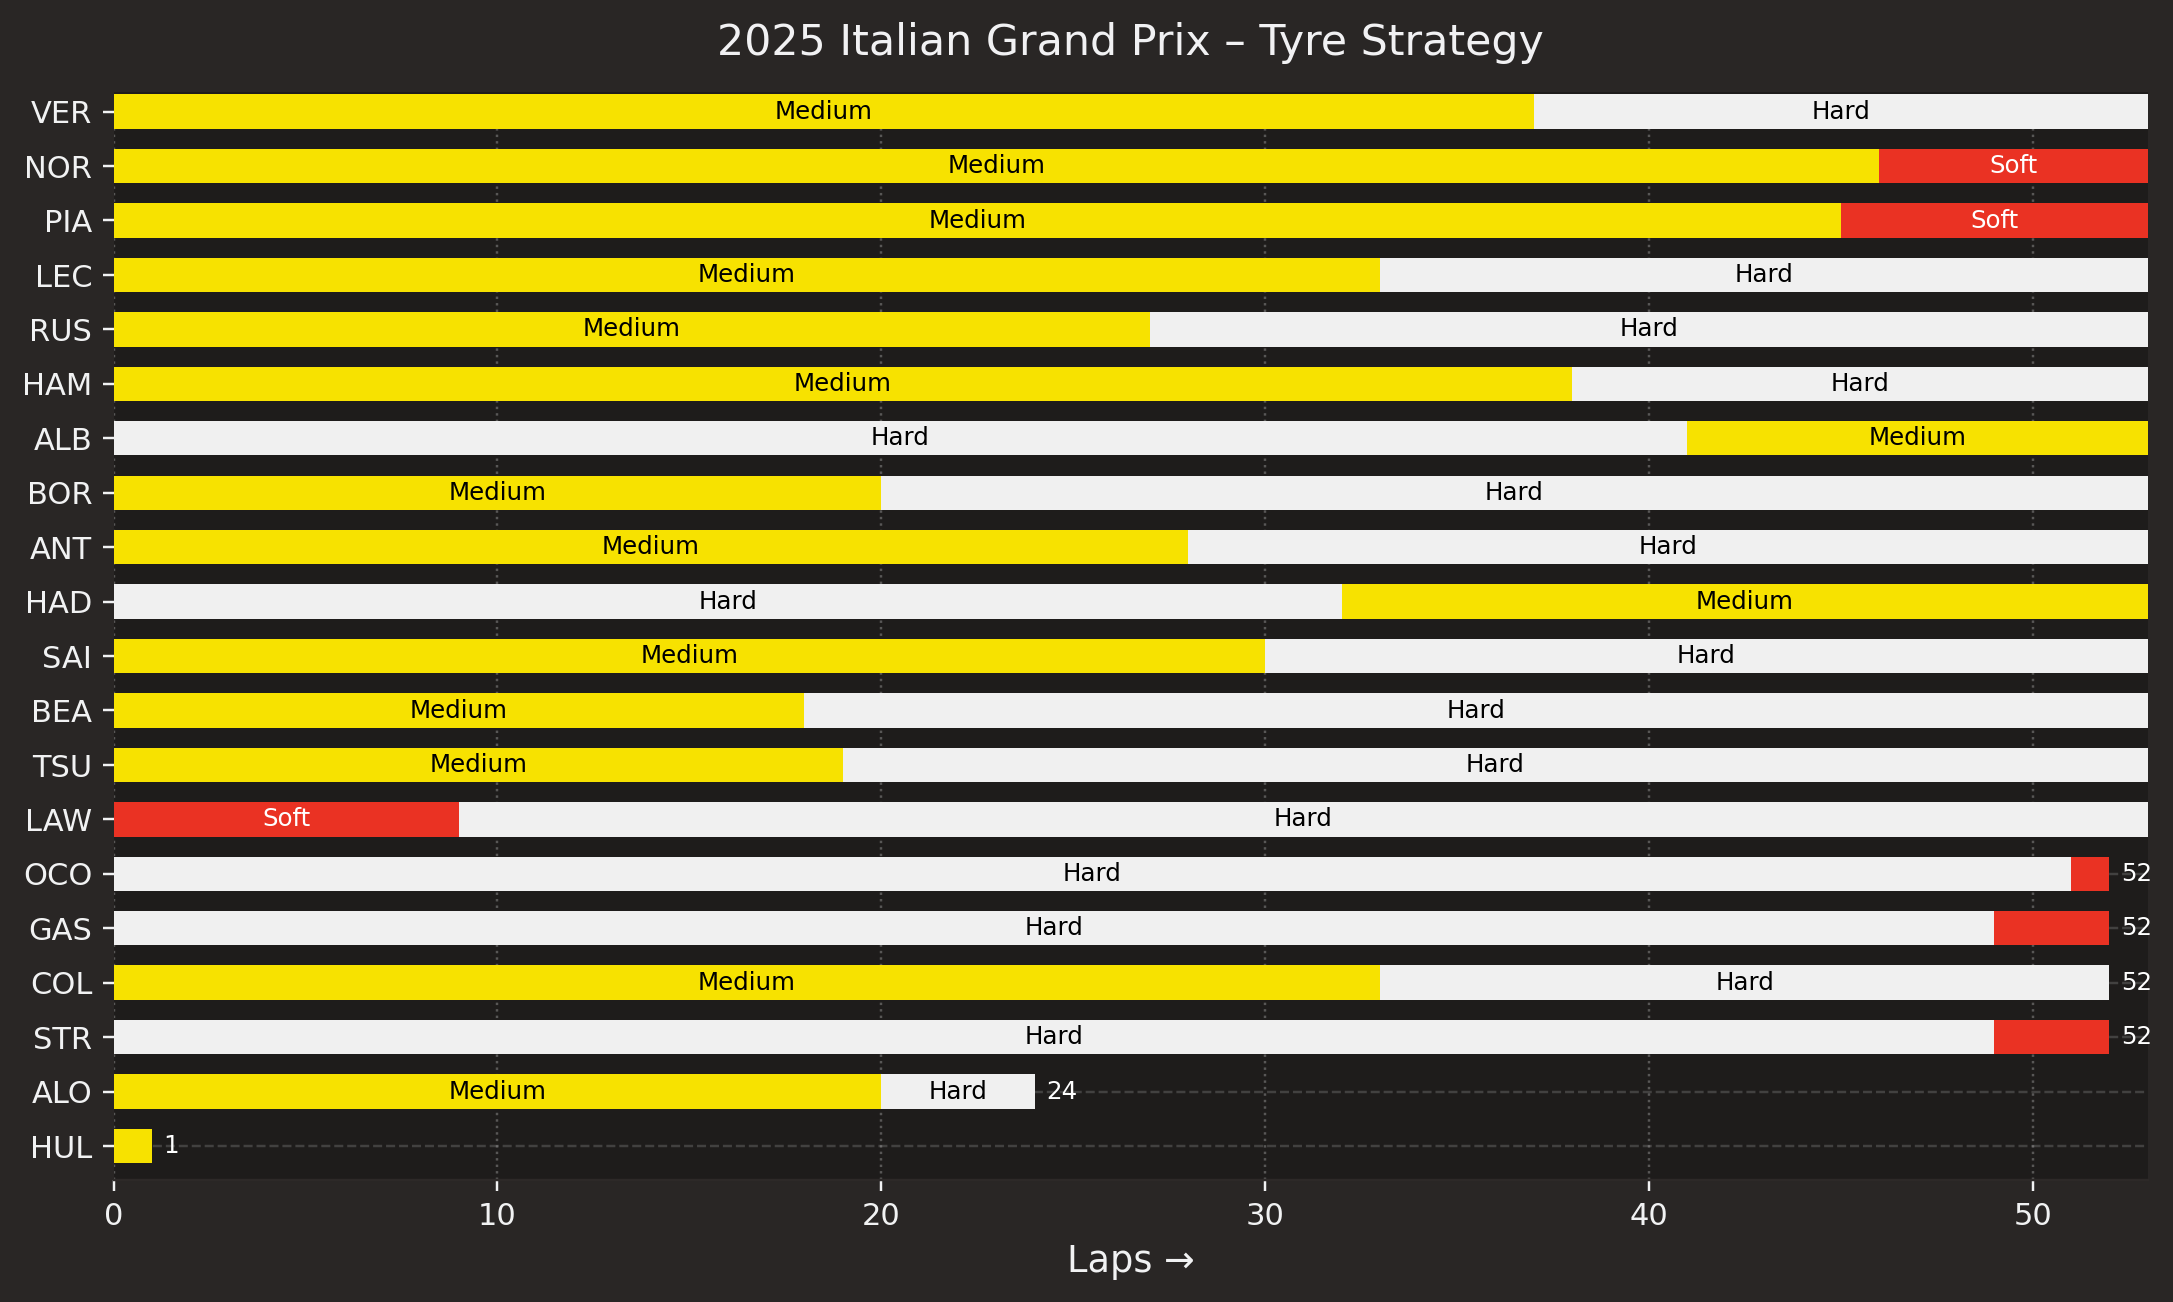 2025 Italian Grand Prix – Tyre Strategy
VER Medium Hard
NOR Medium Soft
PIA Medium Soft
LEC Medium Hard
RUS Medium Hard
HAM Medium Hard
ALB Hard Medium
BOR Medium Hard
ANT Medium Hard
HAD Hard Medium
SAI Medium Hard
BEA Medium Hard
TSU Medium Hard
LAW Soft Hard
OCO Hard 52
GAS Hard 52
COL Medium Hard 52
STR Hard 52
ALO Medium Hard 24
HUL 1
0 10 20 30 40 50
Laps →